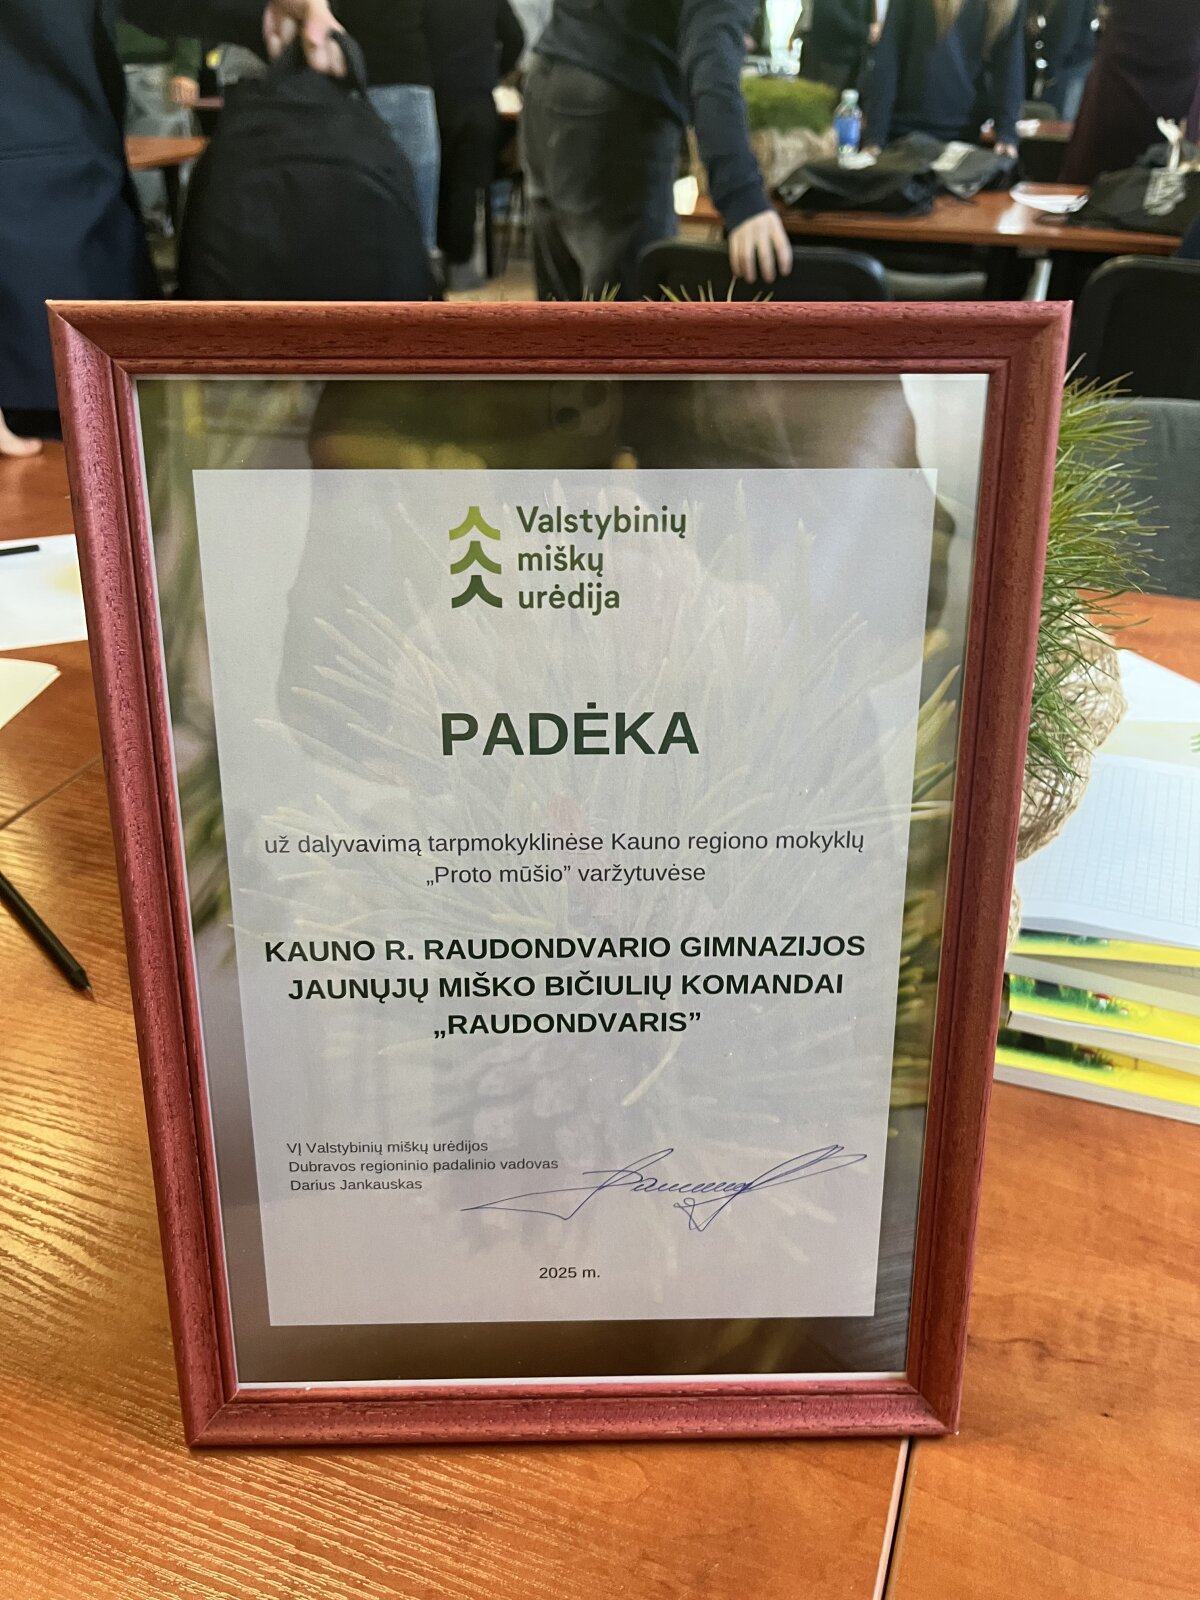 Valstybinių
miškų
urėdija
PADĖKA
už dalyvavimą tarpmokyklinėse Kauno regiono mokyklų
„Proto mūšio” varžytuvėse
KAUNO R. RAUDONDVARIO GIMNAZIJOS
JAUNŲJŲ MIŠKO BIČIULIŲ KOMANDAI
„RAUDONDVARIS”
VĮ Valstybinių miškų urėdijos
Dubravos regioninio padalinio vadovas
Darius Jankauskas
2025 m.